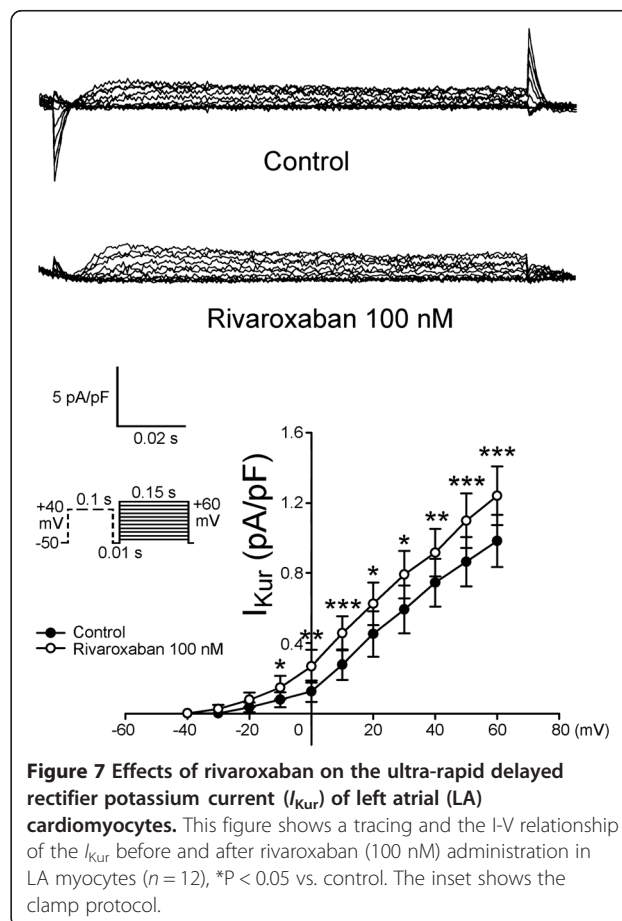 Control
Rivaroxaban 100 nM
5 pA/pF
0.02 s
+40
mV
-50
0.1 s
0.01 s
0.15 s
+60
mV
Control
Rivaroxaban 100 nM
I_Kur (pA/pF)
1.6
1.2
0.8
0.4
* ** *** * * ** *** ***
-60 -40 -20 0 20 40 60 80 (mV)
Figure 7 Effects of rivaroxaban on the ultra-rapid delayed
rectifier potassium current (I_Kur) of left atrial (LA)
cardiomyocytes. This figure shows a tracing and the I-V relationship
of the I_Kur before and after rivaroxaban (100 nM) administration in
LA myocytes (n = 12), *P < 0.05 vs. control. The inset shows the
clamp protocol.